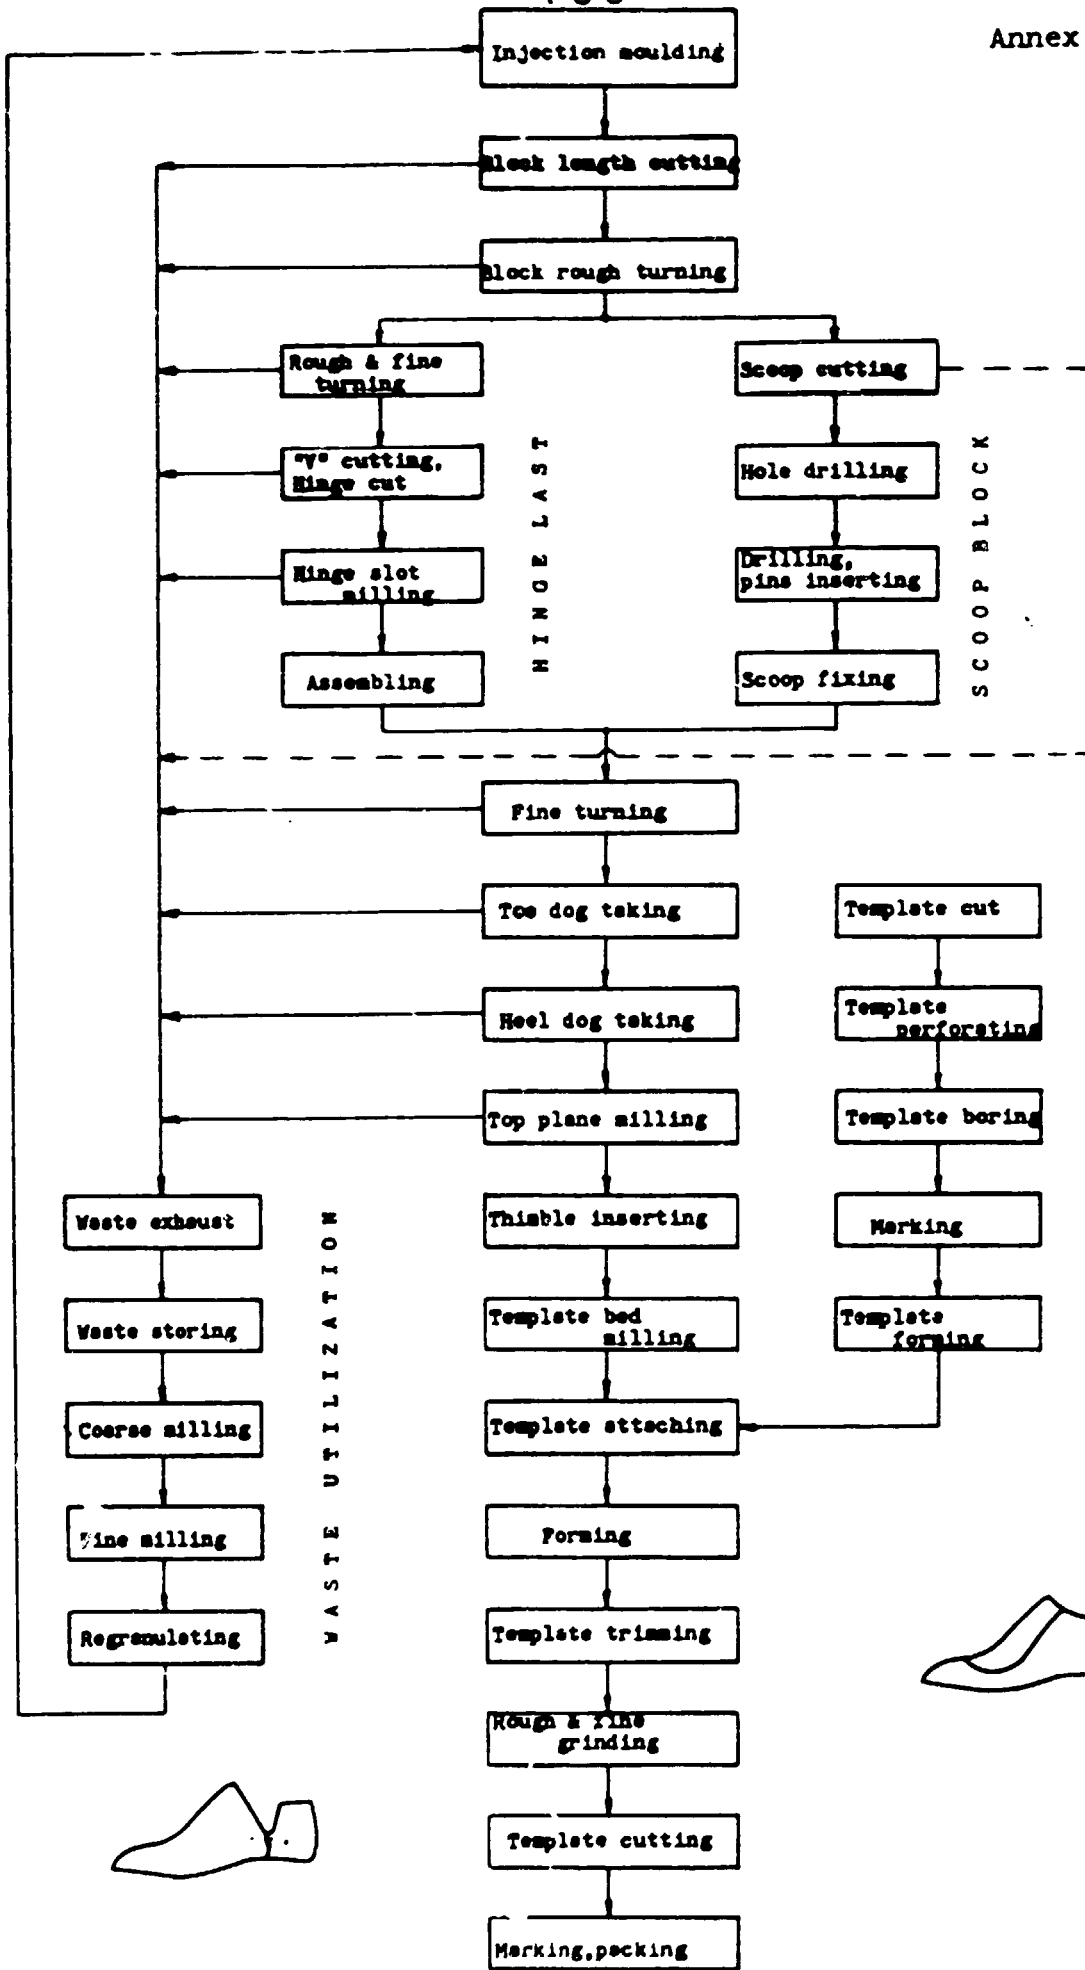 Annex
Injection moulding
Block length cutting
Block rough turning
Rough & fine
turning
Scoop cutting
"V" cutting,
Hinge cut
Hole drilling
Hinge slot
milling
Drilling,
pins inserting
Assembling
Scoop fixing
HINGE LAST
SCOOP BLOCK
Fine turning
Toe dog taking
Template cut
Heel dog taking
Template
perforating
Top plane milling
Template boring
Waste exhaust
Thimble inserting
Marking
Waste storing
Template bed
milling
Template
forming
Coarse milling
Template attaching
Fine milling
Forming
Regranulating
Template trimming
WASTE UTILIZATION
Rough & fine
grinding
Template cutting
Marking,packing